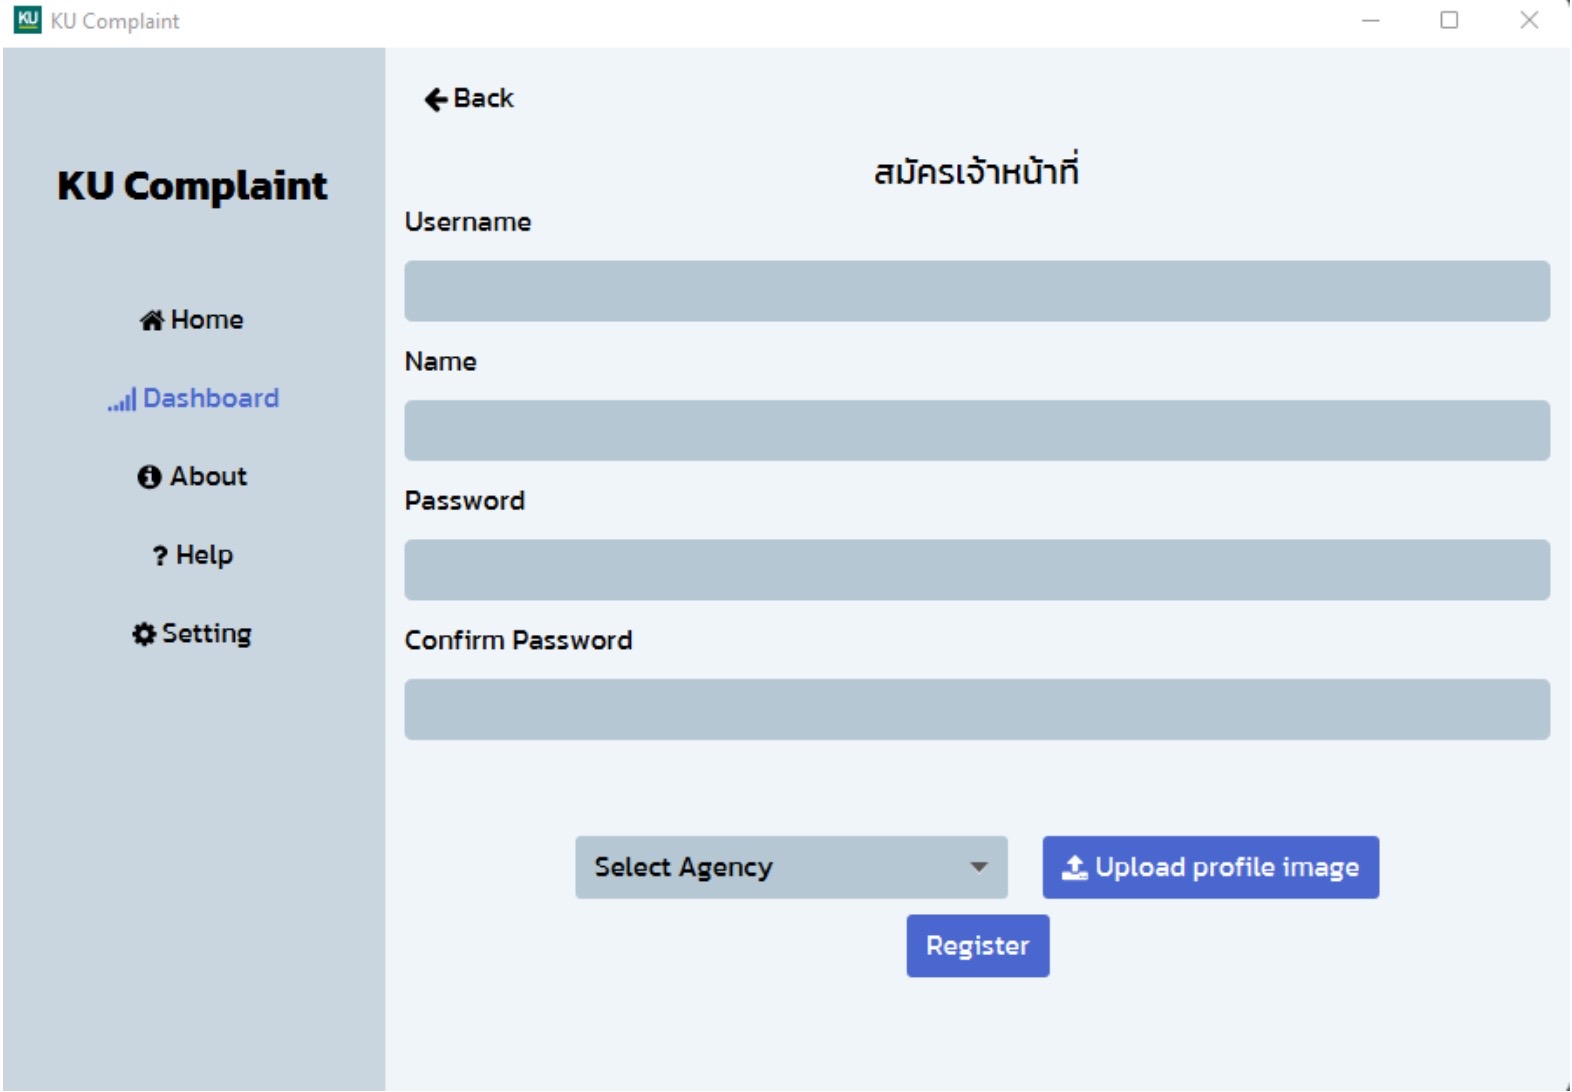 KU KU Complaint
KU Complaint
Home
Dashboard
About
? Help
Setting
Back
สมัครเจ้าหน้าที่
Username
Name
Password
Confirm Password
Select Agency
Upload profile image
Register